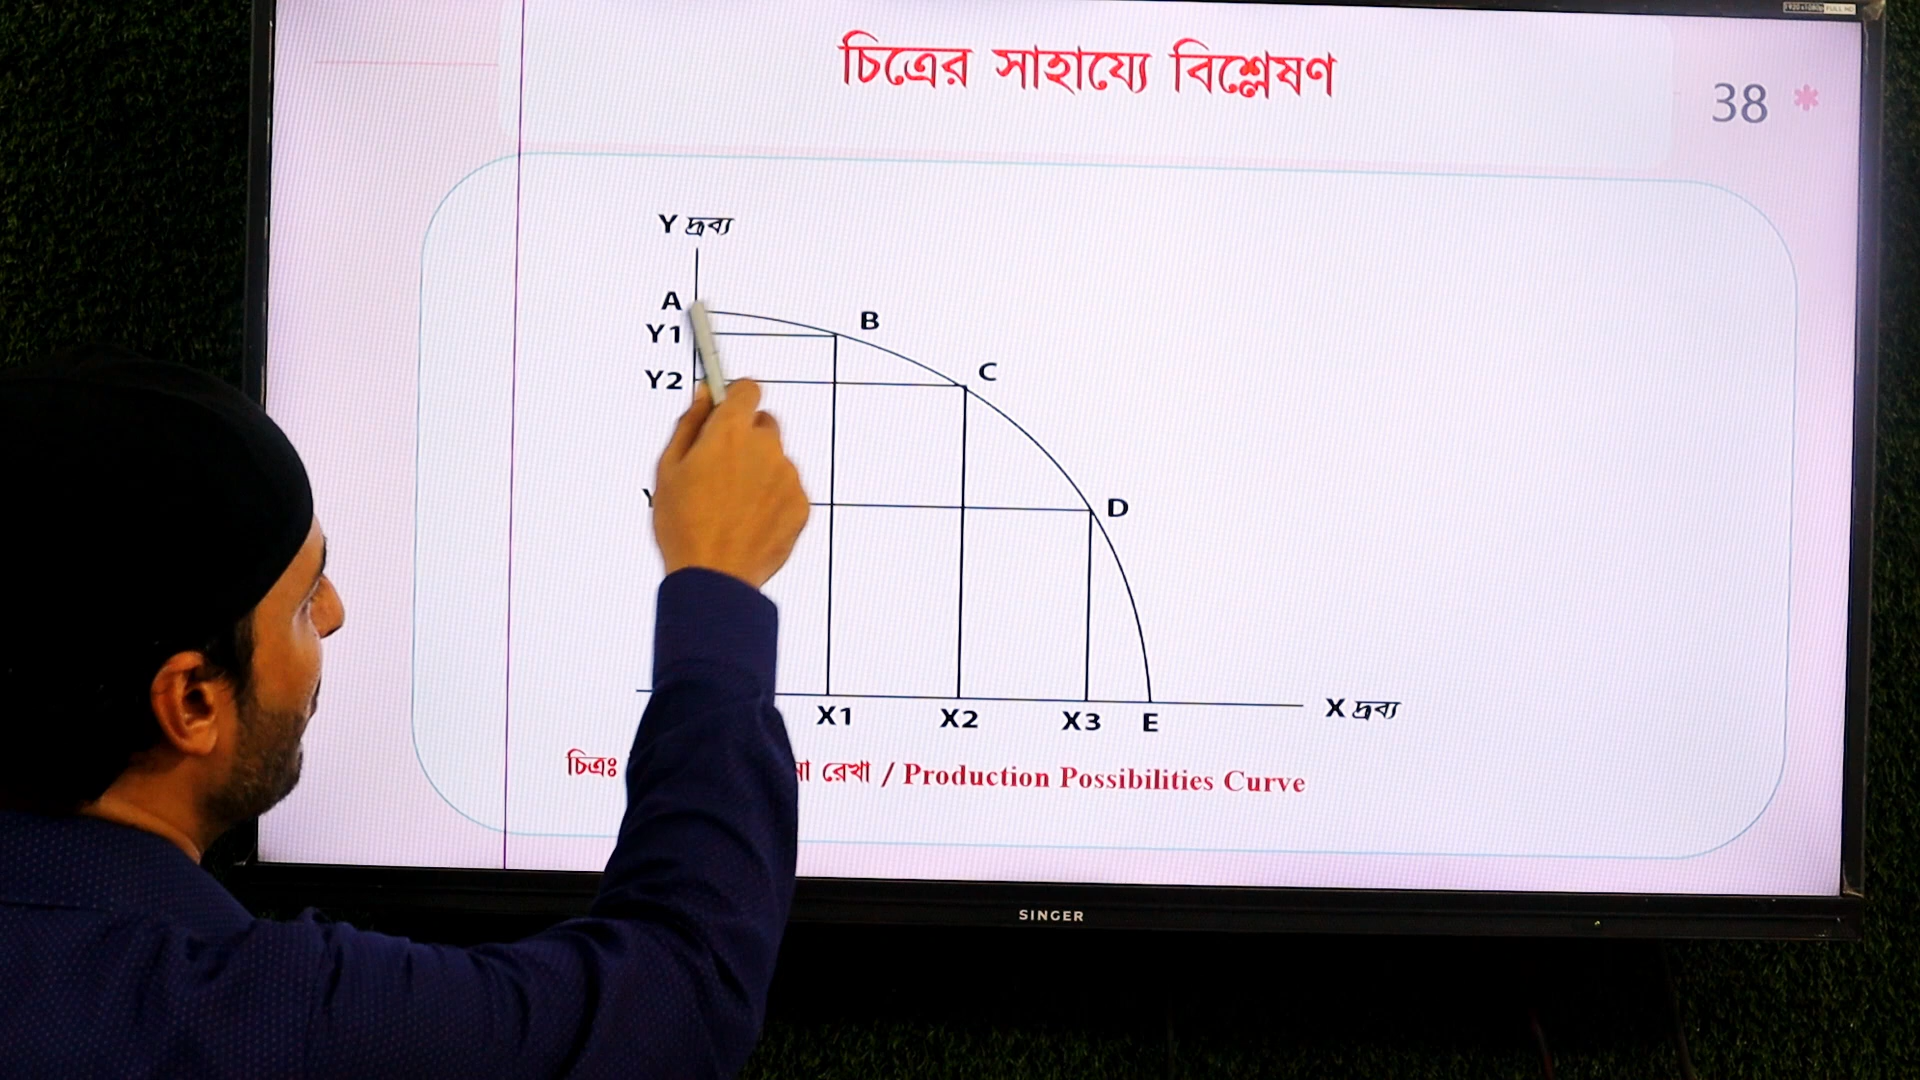 চিত্রের সাহায্যে বিশ্লেষণ
38 *
Y দ্রব্য
A
B
Y1
C
Y2
D
X দ্রব্য
X1 X2 X3 E
চিত্রঃ রেখা / Production Possibilities Curve
SINGER